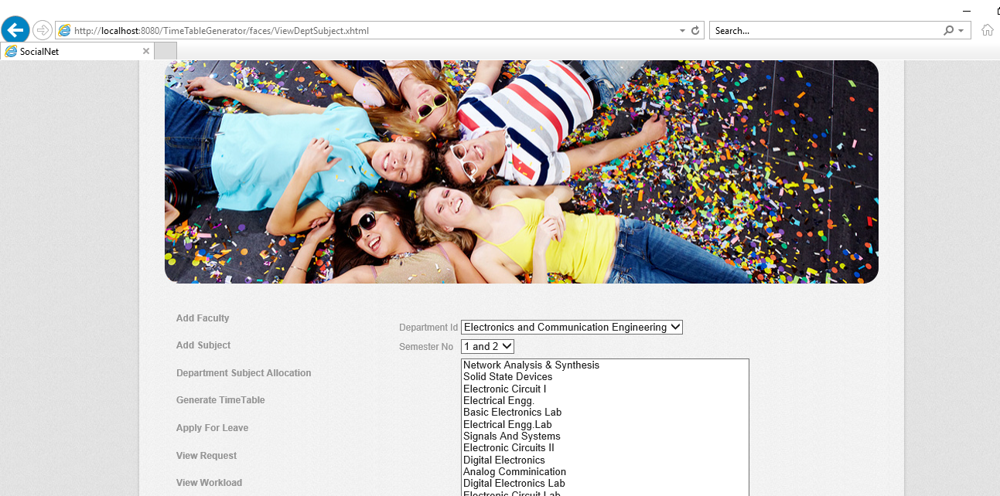 http://localhost:8080/TimeTableGenerator/faces/ViewDeptSubject.xhtml
Search...
SocialNet
Add Faculty
Add Subject
Department Subject Allocation
Generate TimeTable
Apply For Leave
View Request
View Workload
Department Id Electronics and Communication Engineering
Semester No 1 and 2
Network Analysis & Synthesis
Solid State Devices
Electronic Circuit I
Electrical Engg.
Basic Electronics Lab
Electrical Engg.Lab
Signals And Systems
Electronic Circuits II
Digital Electronics
Analog Comminication
Digital Electronics Lab
Electronic Circuit Lab